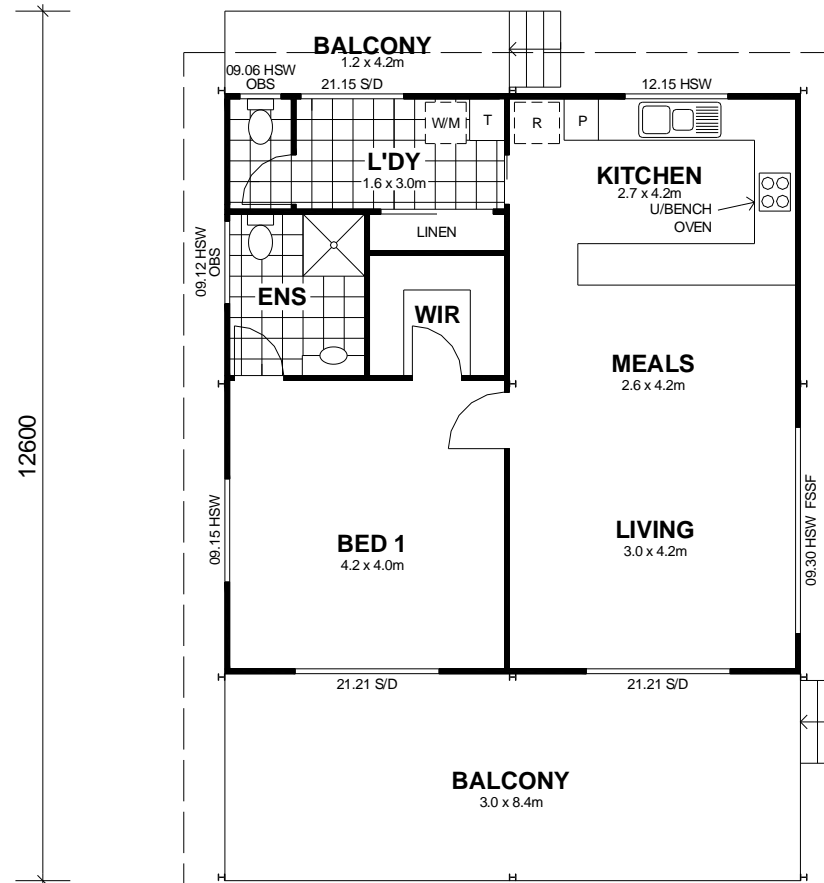 BALCONY
1.2 x 4.2m
09.06 HSW
OBS
21.15 S/D
12.15 HSW
W/M
T
R
P
L'DY
1.6 x 3.0m
KITCHEN
2.7 x 4.2m
U/BENCH
OVEN
LINEN
09.12 HSW
OBS
ENS
WIR
MEALS
2.6 x 4.2m
12600
09.15 HSW
BED 1
4.2 x 4.0m
LIVING
3.0 x 4.2m
09.30 HSW FSSF
21.21 S/D
21.21 S/D
BALCONY
3.0 x 8.4m